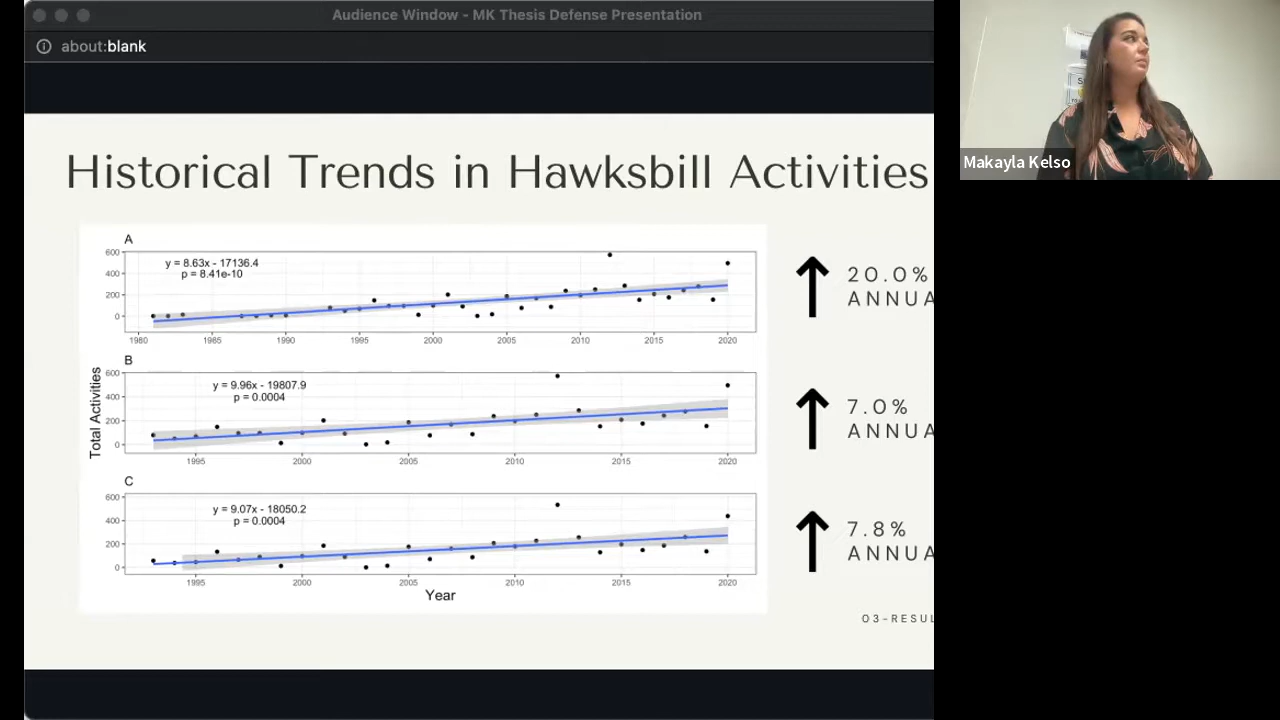 Audience Window - MK Thesis Defense Presentation
about:blank
Makayla Kelso
Historical Trends in Hawksbill Activities
A
y = 8.63x - 17136.4
p = 8.41e-10
600
400
200
0
1980 1985 1990 1995 2000 2005 2010 2015 2020
20.0%
ANNUA
B
y = 9.96x - 19807.9
p = 0.0004
600
400
200
0
1995 2000 2005 2010 2015 2020
7.0%
ANNUA
Total Activities
C
y = 9.07x - 18050.2
p = 0.0004
600
400
200
0
1995 2000 2005 2010 2015 2020
7.8%
ANNUA
Year
03-RESUL